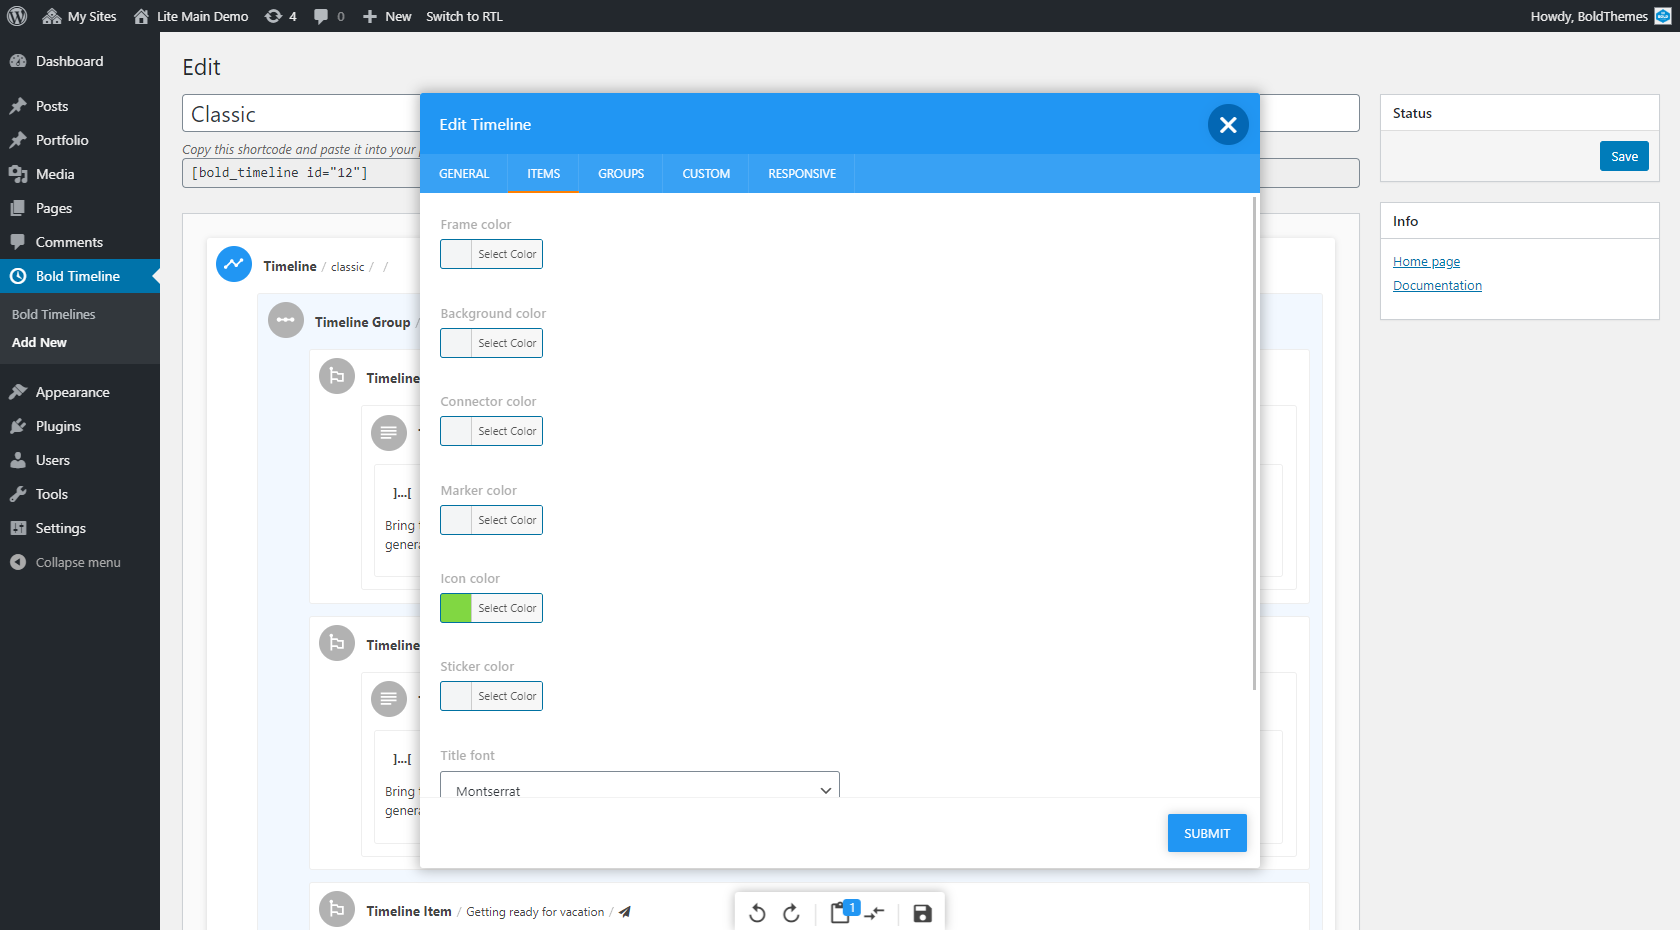 My Sites
Lite Main Demo
4
0
New
Switch to RTL
Howdy, BoldThemes
Dashboard
Posts
Portfolio
Media
Pages
Comments
Bold Timeline
Bold Timelines
Add New
Appearance
Plugins
Users
Tools
Settings
Collapse menu
Edit
Classic
Copy this shortcode and paste it into your
[bold_timeline id="12"]
Timeline / classic / /
Timeline Group /
Timeline
]...[
Bring
genera
Timeline
]...[
Bring
genera
Timeline Item / Getting ready for vacation /
Edit Timeline
GENERAL
ITEMS
GROUPS
CUSTOM
RESPONSIVE
Frame color
Select Color
Background color
Select Color
Connector color
Select Color
Marker color
Select Color
Icon color
Select Color
Sticker color
Select Color
Title font
Montserrat
SUBMIT
1
Status
Save
Info
Home page
Documentation